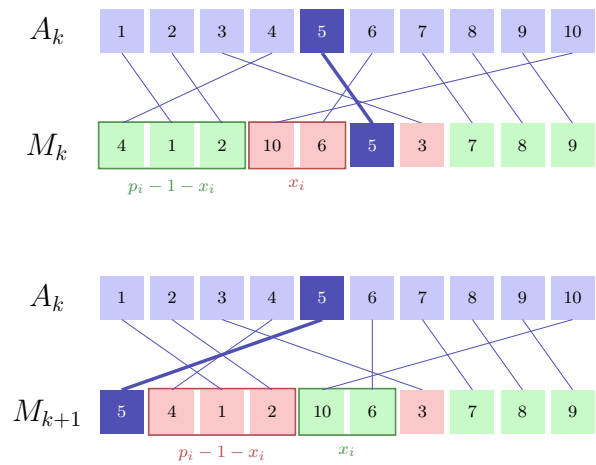 A_k 1 2 3 4 5 6 7 8 9 10
M_k 4 1 2 10 6 5 3 7 8 9
p_i − 1 − x_i x_i
A_k 1 2 3 4 5 6 7 8 9 10
M_{k+1} 5 4 1 2 10 6 3 7 8 9
p_i − 1 − x_i x_i